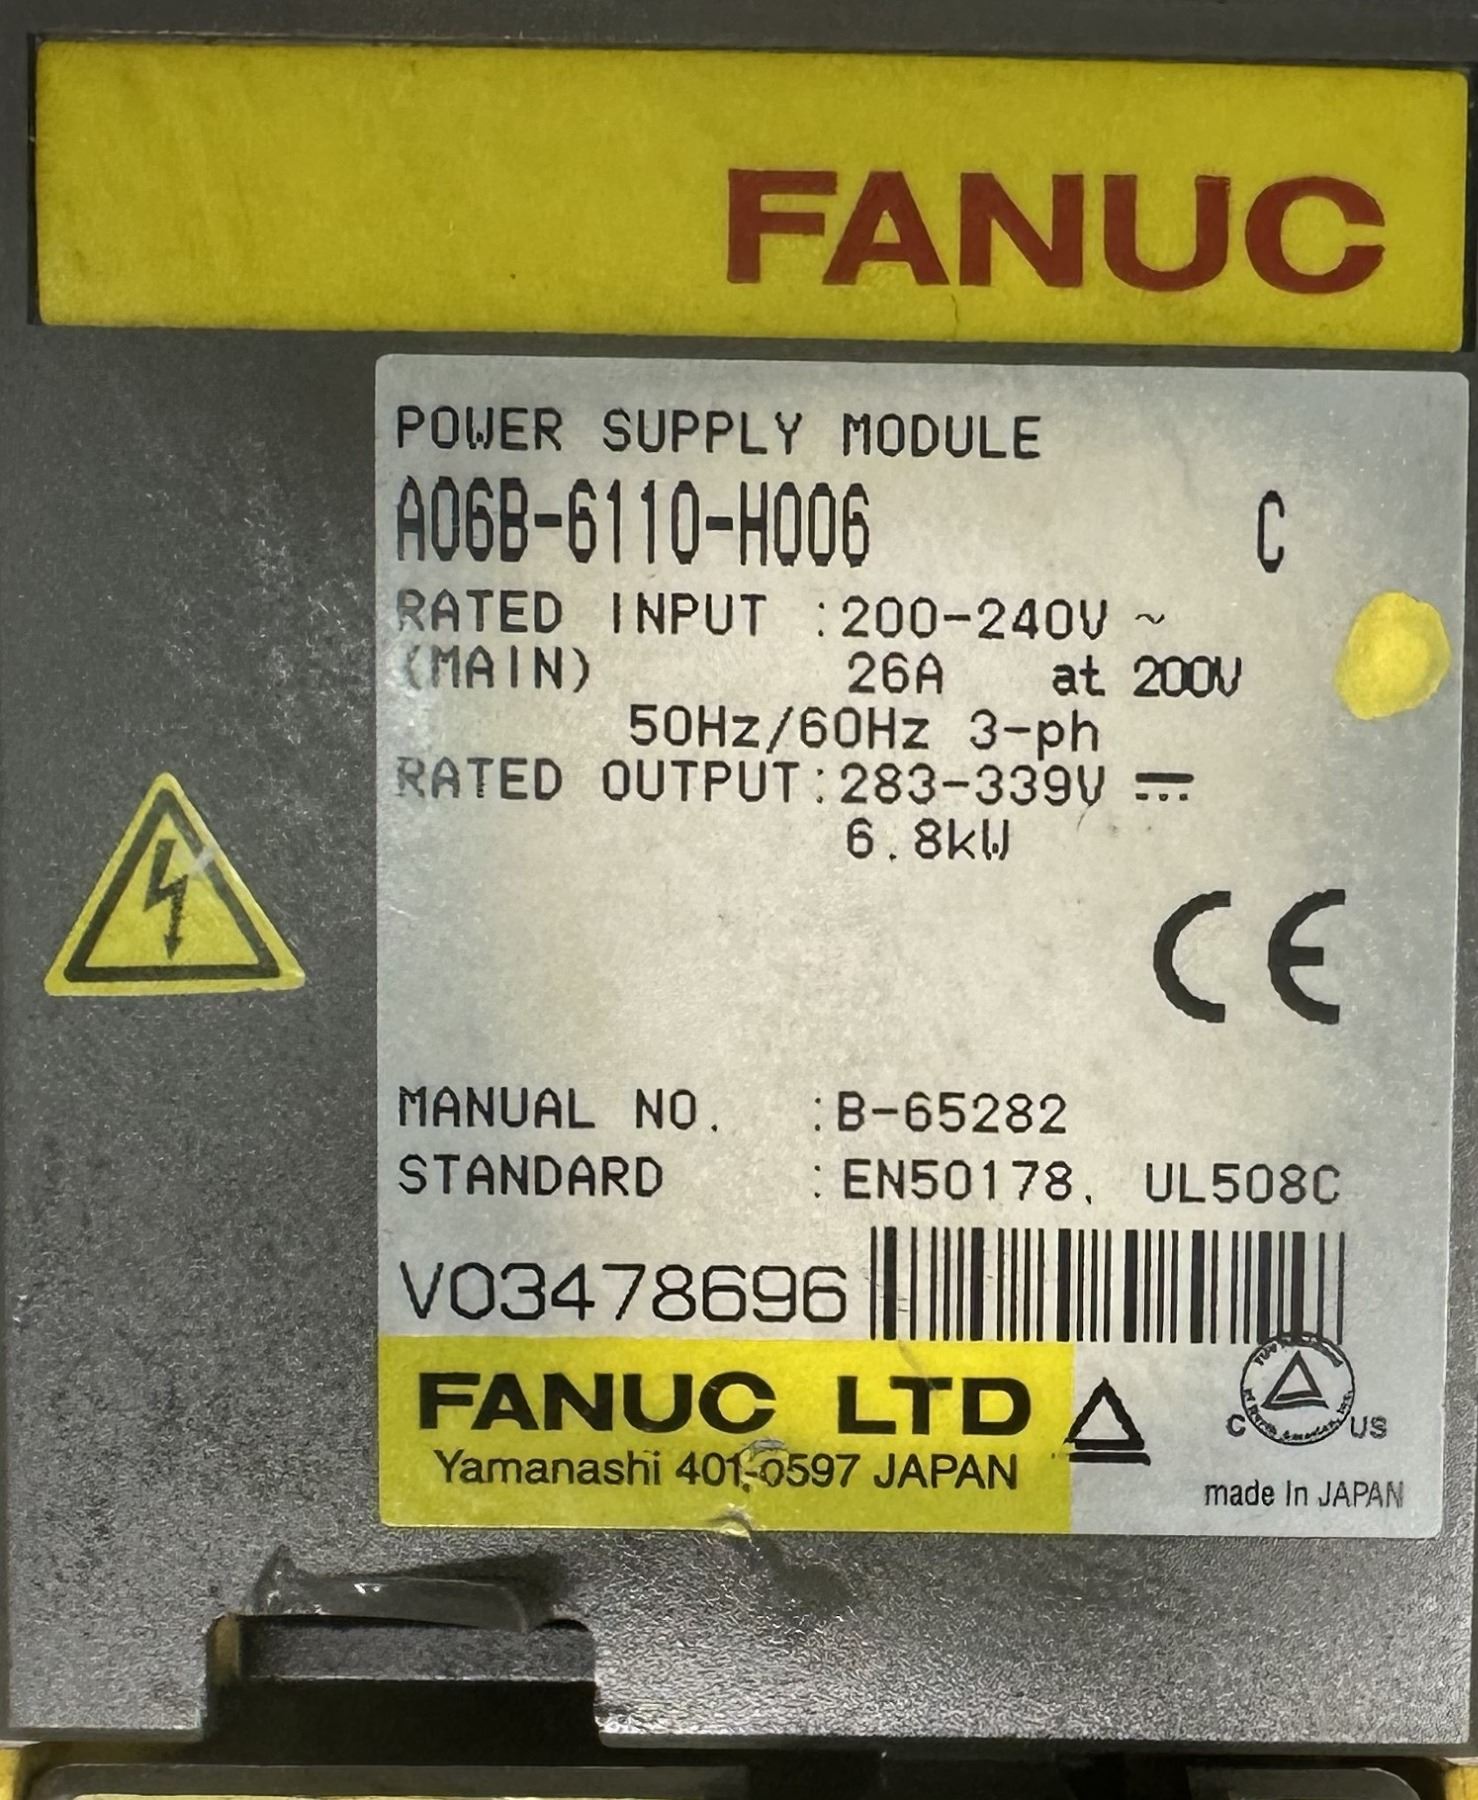 FANUC
POWER SUPPLY MODULE
A06B-6110-H006 C
RATED INPUT :200-240V ~
(MAIN) 26A at 200V
50Hz/60Hz 3-ph
RATED OUTPUT:283-339V ⎓
6.8kW
CE
MANUAL NO. :B-65282
STANDARD :EN50178, UL508C
V03478696
FANUC LTD
Yamanashi 401-0597 JAPAN
C US
made in JAPAN